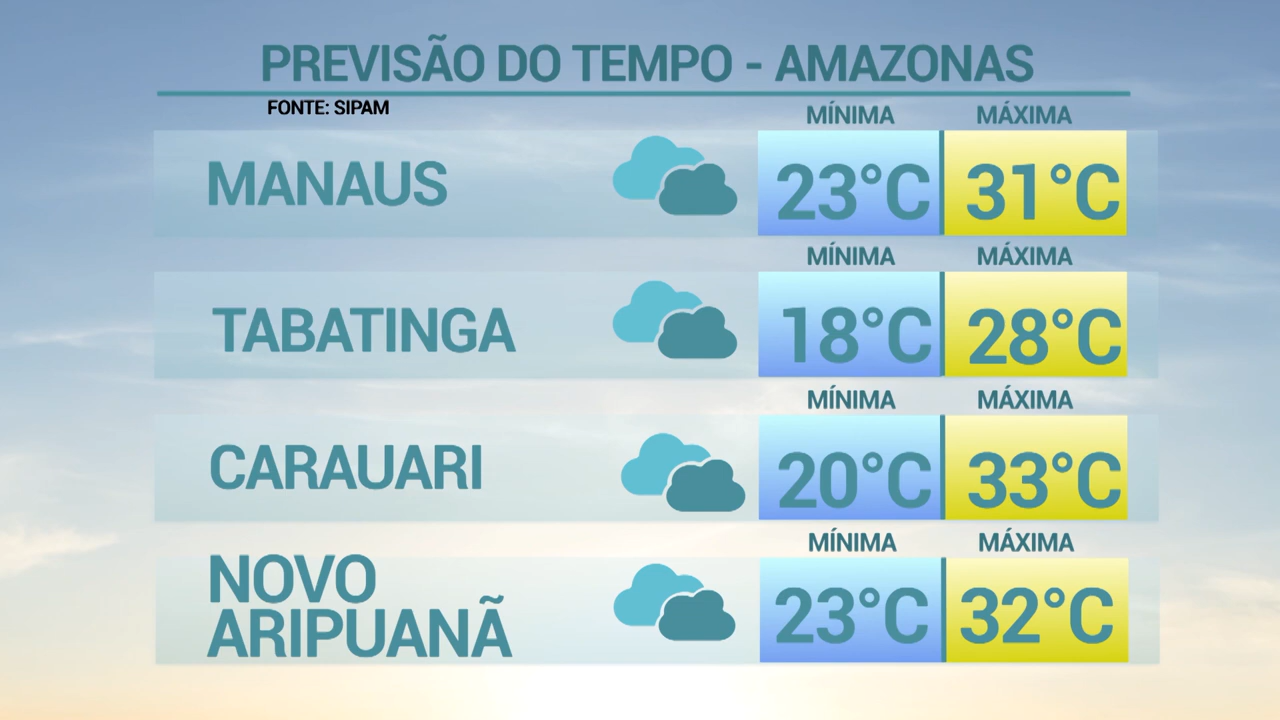 PREVISÃO DO TEMPO - AMAZONAS
FONTE: SIPAM
MÍNIMA MÁXIMA
MANAUS 23°C 31°C
MÍNIMA MÁXIMA
TABATINGA 18°C 28°C
MÍNIMA MÁXIMA
CARAUARI 20°C 33°C
MÍNIMA MÁXIMA
NOVO
ARIPUANÃ 23°C 32°C